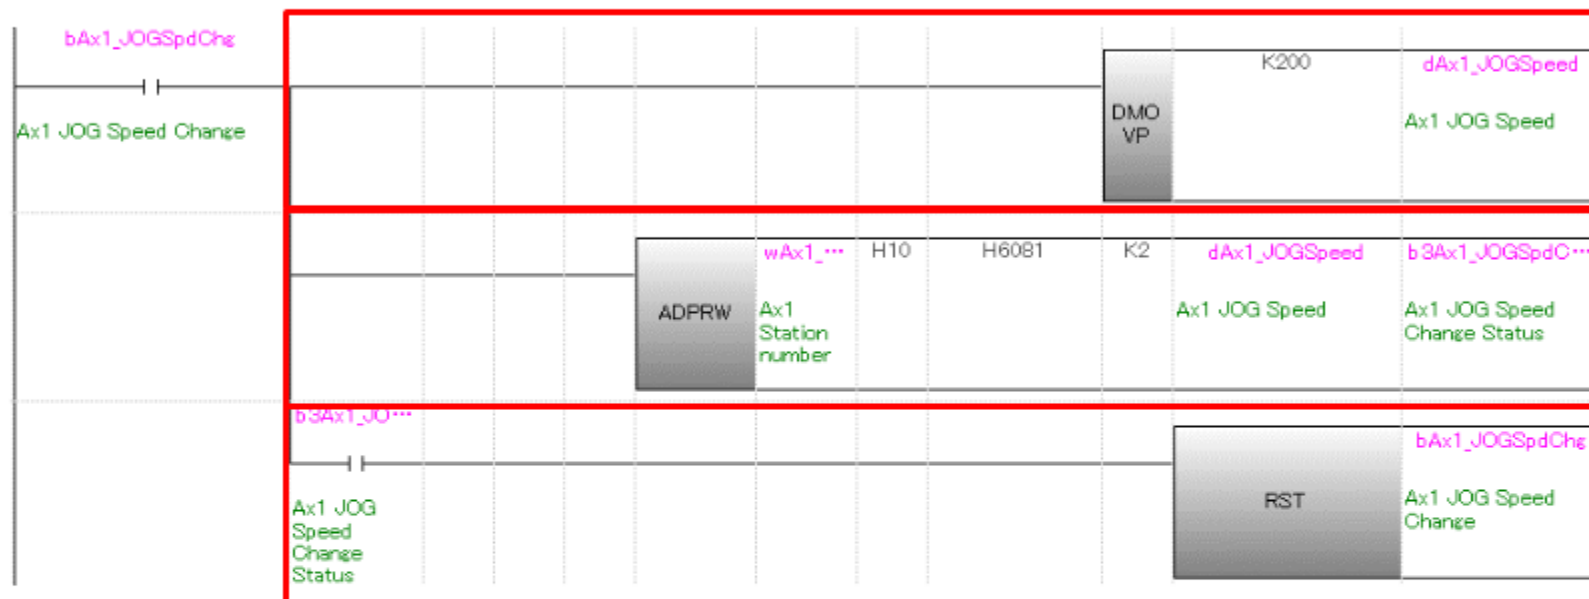 bAx1_JOGSpdChg
Ax1 JOG Speed Change
DMO
VP
K200
dAx1_JOGSpeed
Ax1 JOG Speed
ADPRW
wAx1_…
Ax1
Station
number
H10
H6081
K2
dAx1_JOGSpeed
Ax1 JOG Speed
b3Ax1_JOGSpdC…
Ax1 JOG Speed
Change Status
b3Ax1_JO…
Ax1 JOG
Speed
Change
Status
RST
bAx1_JOGSpdChg
Ax1 JOG Speed
Change